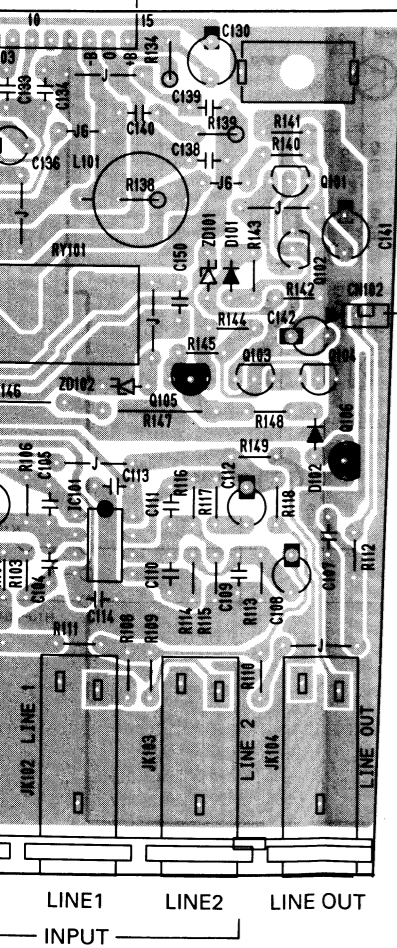 10 15
-B 0 +B R134 C130
C133 C134 J
C139
C140 R139 R141
J6 C138 R140
C136 L101
R138 J6 Q101
J J
RY101 ZD101 D101 R143 C141
C150 Q102
R142 CN102
J R144 C142
R145 Q103
ZD102 Q105
R147 R148 Q106
R149
R106 C105 J C113 D102
IC101 C111 R116 R117 C112 R118
R103 C104 C110 C107 R112
C114 R114 R115 C109 R113 C108
R111 R108 R109
R110 J
JK102 LINE 1
JK103 LINE 2
JK104 LINE OUT
LINE1 LINE2 LINE OUT
INPUT